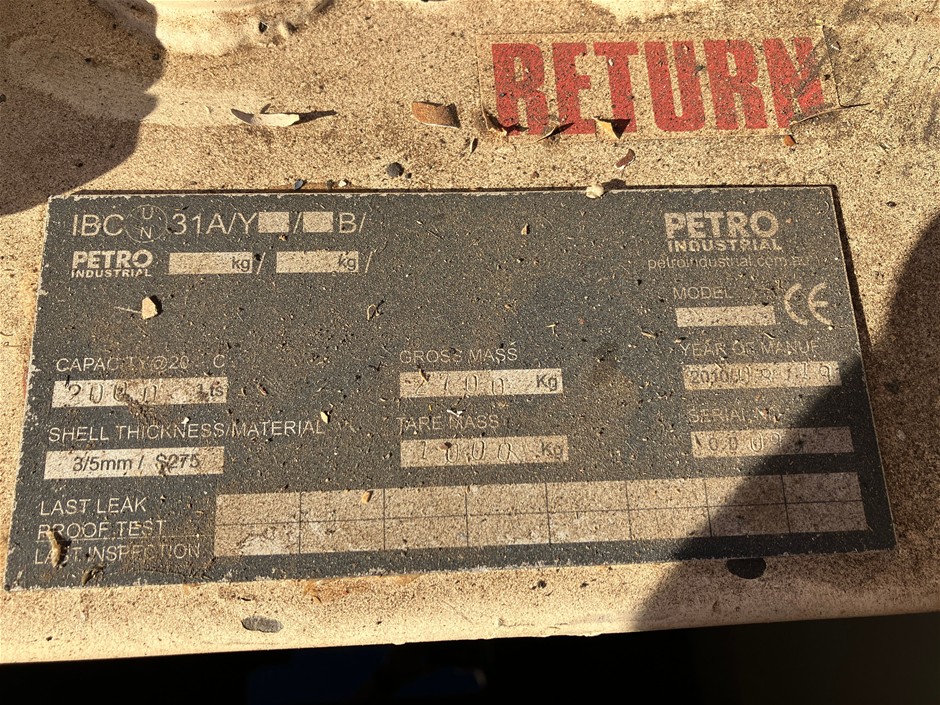 RETURN
IBC UN 31A/Y / B/
PETRO INDUSTRIAL kg / kg /
PETRO
INDUSTRIAL
petroindustrial.com
MODEL
CE
CAPACITY@20 C
2000 Lts
GROSS MASS
Kg
YEAR OF MANUF
SHELL THICKNESS/MATERIAL
3/5mm / S275
TARE MASS
1000 Kg
SERIAL
LAST LEAK
PROOF TEST
LAST INSPECTION